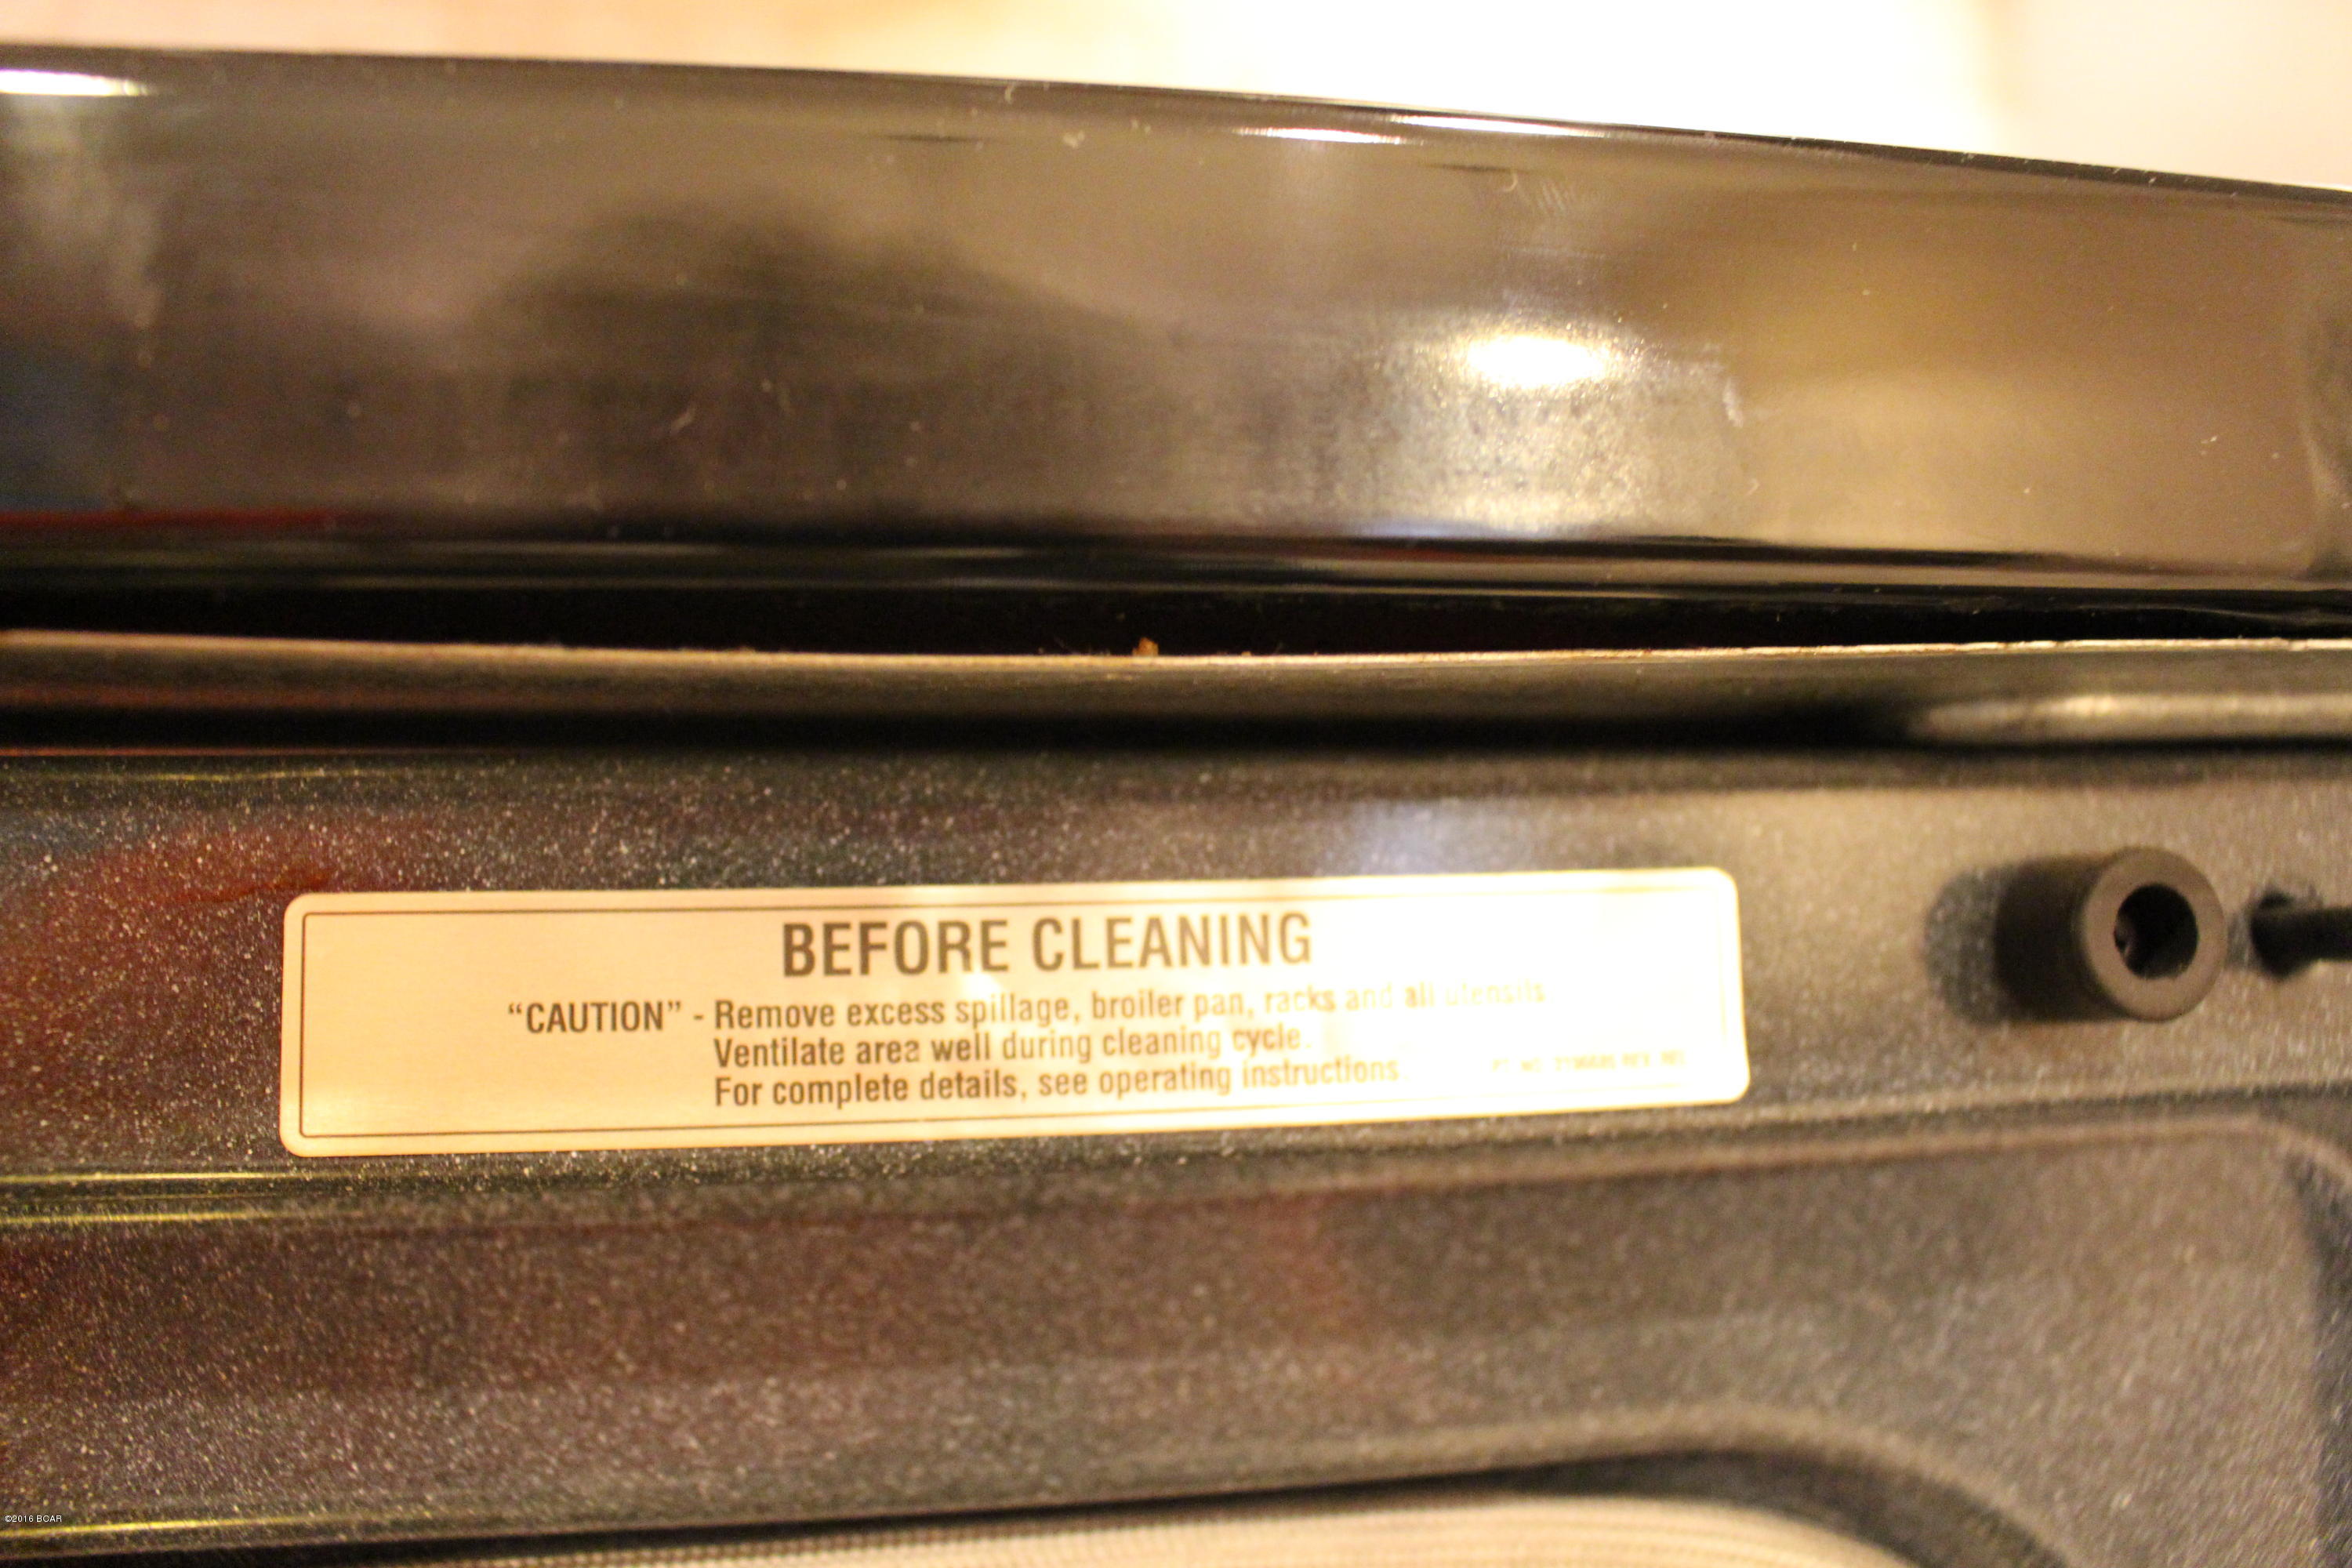 BEFORE CLEANING
“CAUTION” - Remove excess spillage, broiler pan, racks and all utensils
Ventilate area well during cleaning cycle.
For complete details, see operating instructions
©2016 BCAR